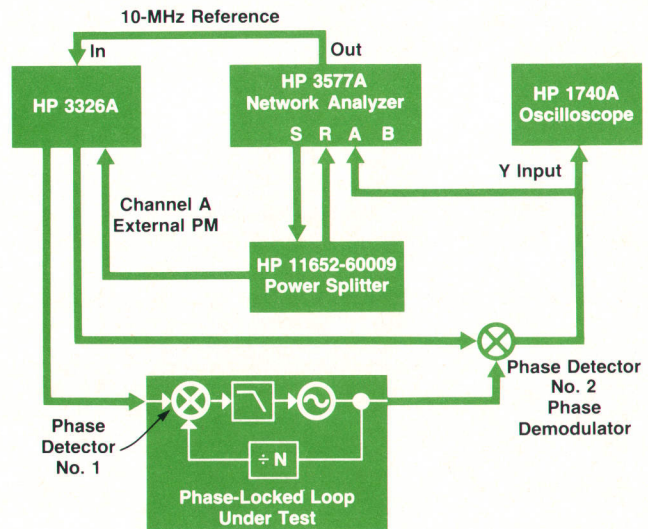 10-MHz Reference
In
Out
HP 3326A
HP 3577A
Network Analyzer
S R A B
HP 1740A
Oscilloscope
Y Input
Channel A
External PM
HP 11652-60009
Power Splitter
Phase Detector
No. 2
Phase
Demodulator
Phase
Detector
No. 1
÷ N
Phase-Locked Loop
Under Test